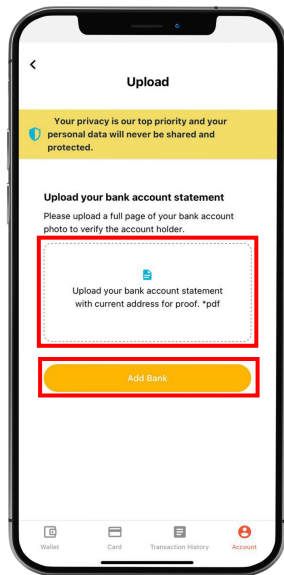 Upload
Your privacy is our top priority and your
personal data will never be shared and
protected.
Upload your bank account statement
Please upload a full page of your bank account
photo to verify the account holder.
Upload your bank account statement
with current address for proof. *pdf
Add Bank
Wallet
Card
Transaction History
Account